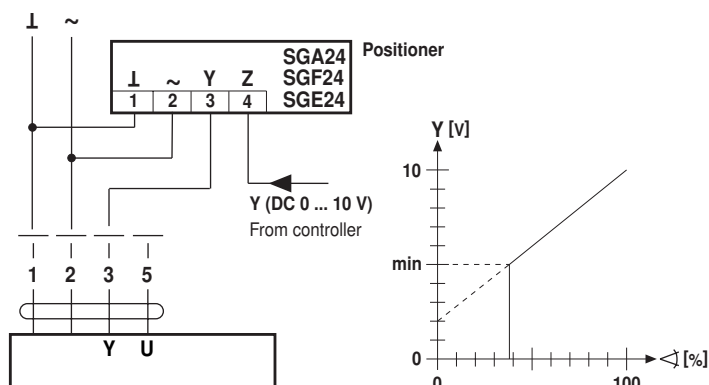 ⊥ ~
SGA24 Positioner
SGF24
SGE24
⊥ ~ Y Z
1 2 3 4
Y (DC 0 ... 10 V)
From controller
1 2 3 5
Y U
Y [V]
10
min
0
0 100
∢ [%]